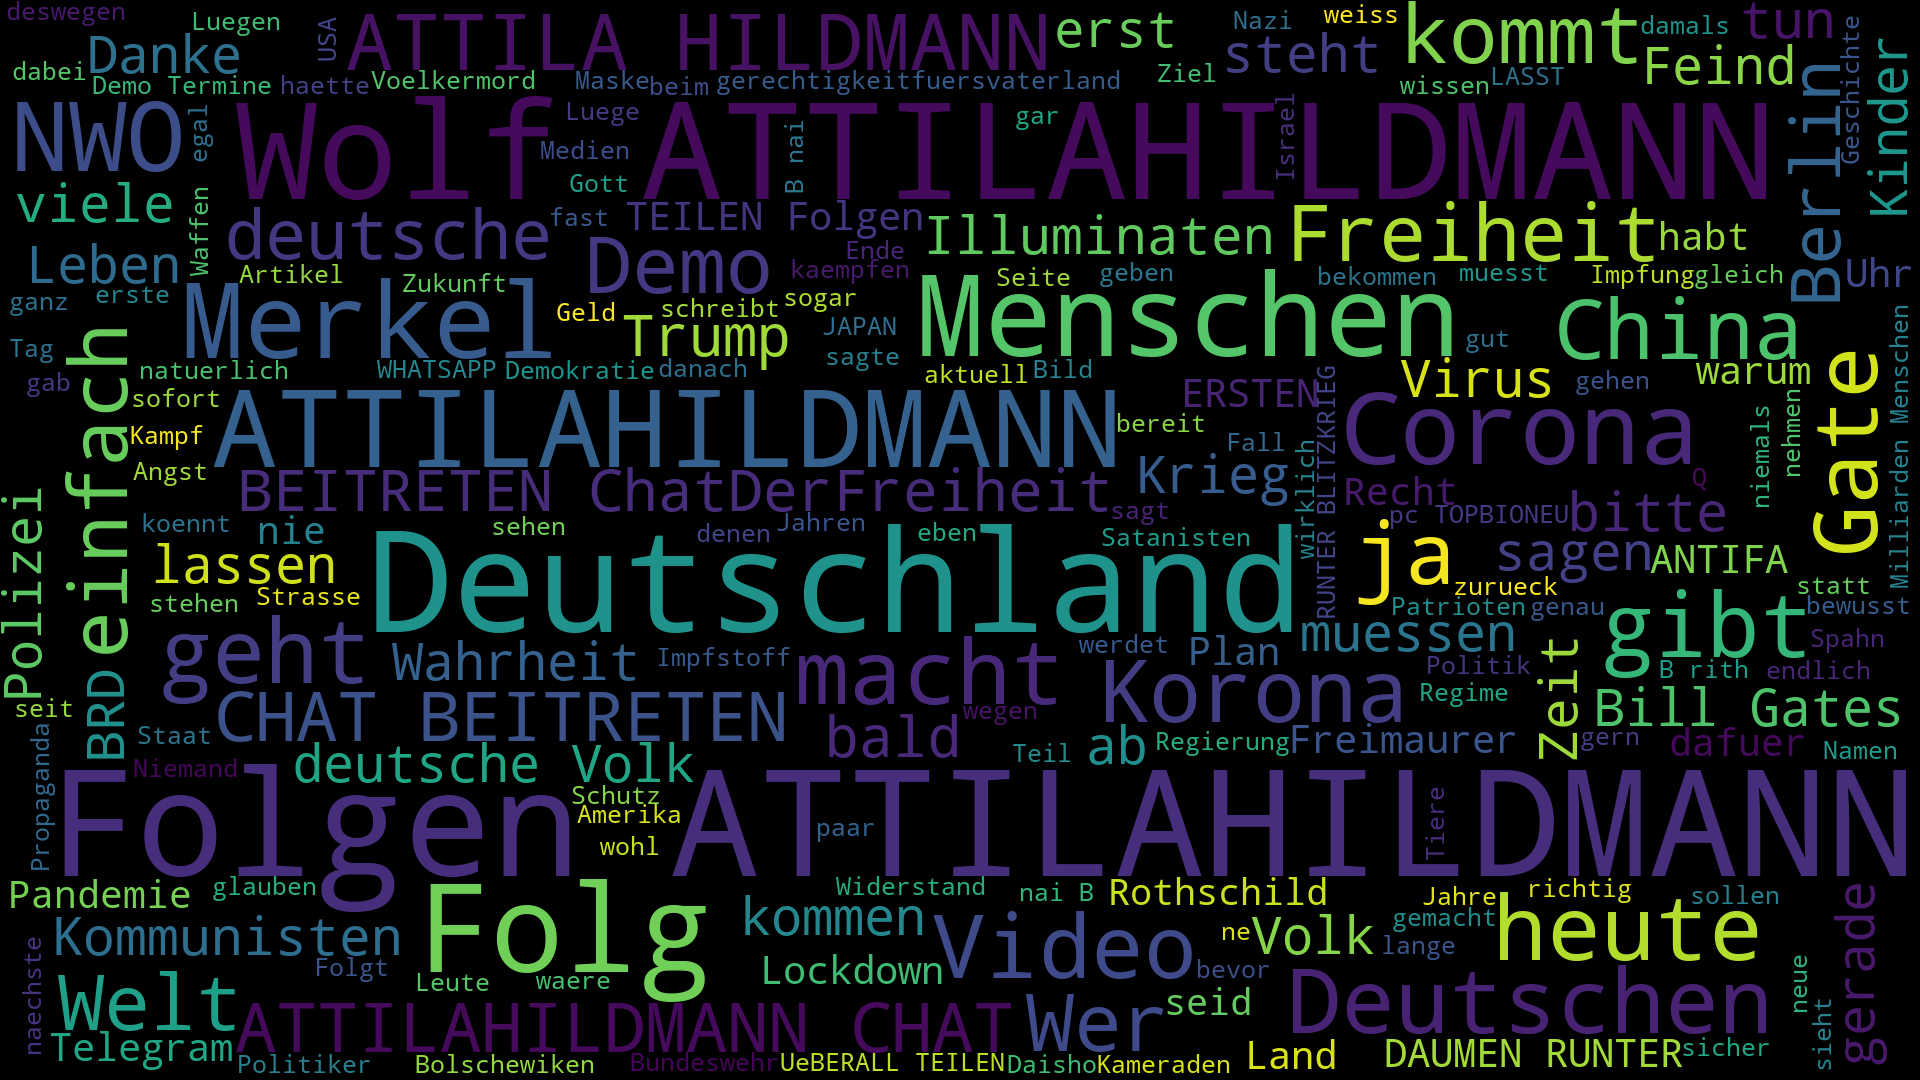 deswegen
Luegen
USA
ATTILA HILDMANN
erst
Nazi
weiss
kommt
damals
tun
Danke
steht
Feind
Geschichte
dabei
Demo Termine
haette
Voelkermord
Maske
beim
gerechtigkeitfuersvaterland
Ziel
wissen
LASST
Kinder
NWO
egal
Wolf ATTILAHILDMANN
Luege
gar
Israel
Berlin
Medien
B nai
Gott
viele
Waffen
deutsche
fast
TEILEN Folgen
Illuminaten
Freiheit
habt
Leben
Demo
Ende
Artikel
Zukunft
kaempfen
Seite
geben
bekommen
muesst
Impfung
gleich
Uhr
ganz
erste
Merkel
Geld
schreibt
sogar
Menschen
China
Tag
Trump
JAPAN
sagte
gut
Milliarden Menschen
gab
natuerlich
WHATSAPP
Demokratie
danach
aktuell
Bild
Virus
gehen
warum
Gate
einfach
sofort
ATTILAHILDMANN
ERSTEN
RUNTER BLITZKRIEG
Corona
niemals
nehmen
Kampf
bereit
Fall
wirklich
Angst
BEITRETEN ChatDerFreiheit
Krieg
Recht
Q
Polizei
koennt
nie
sehen
denen
Jahren
sagt
eben
Satanisten
pc TOPBIONEU
bitte
lassen
Deutschland
ja
sagen
ANTIFA
stehen
Strasse
zurueck
statt
Patrioten
genau
bewusst
geht
Wahrheit
Impfstoff
macht
werdet
Plan
muessen
gibt
Spahn
BRD
Korona
Politik
Zeit
B rith
endlich
seit
CHAT BEITRETEN
wegen
Regime
Bill Gates
Propaganda
Staat
bald
Teil
ab
Regierung
Freimaurer
gern
dafuer
Namen
Niemand
deutsche Volk
Folgen ATTILAHILDMANN
Schutz
Amerika
paar
Tiere
wohl
Pandemie
glauben
Folg
Widerstand
nai B
Rothschild
Jahre
richtig
sollen
gerade
Kommunisten
kommen
Video
ne
Volk
gemacht
heute
naechste
Folgt
Leute
waere
Lockdown
bevor
lange
Welt
ATTILAHILDMANN CHAT
Wer
seid
Deutschen
neue
sieht
Telegram
Politiker
Bolschewiken
Bundeswehr
UeBERALL TEILEN
Daisho
Kameraden
Land
DAUMEN RUNTER
sicher